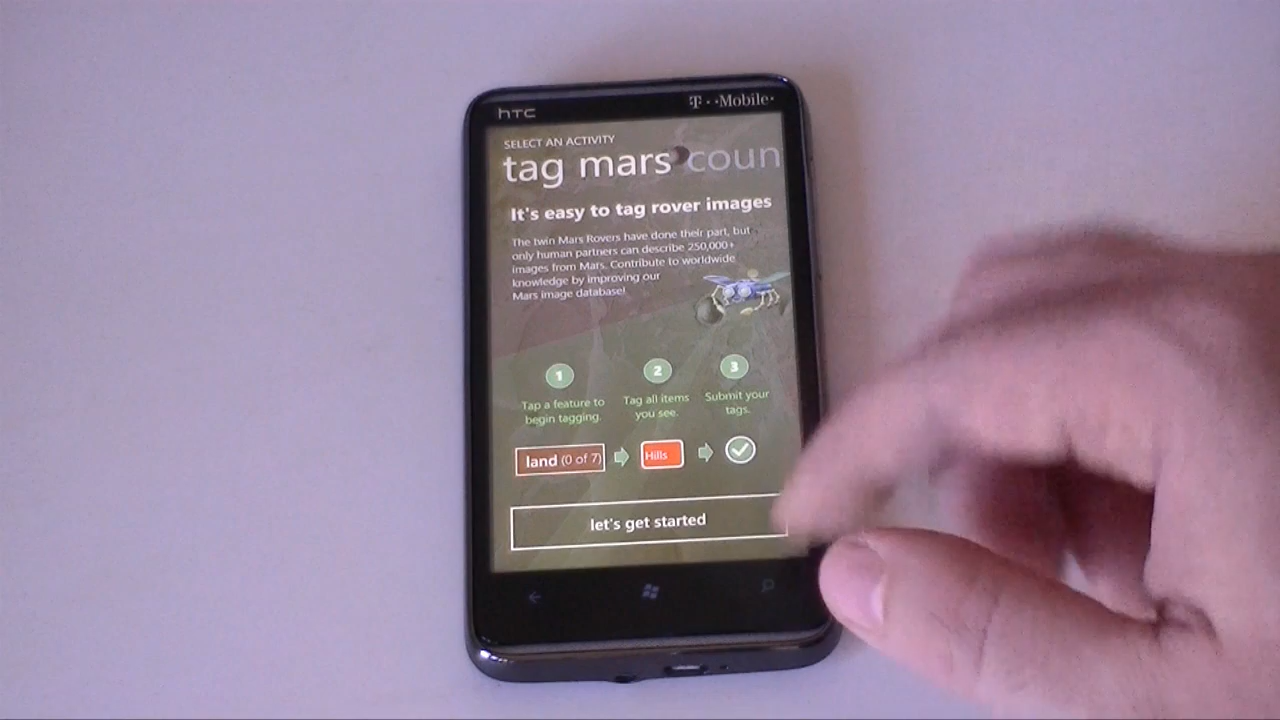 hTC
T··Mobile·
SELECT AN ACTIVITY
tag mars coun
It's easy to tag rover images
The twin Mars Rovers have done their part, but
only human partners can describe 250,000+
images from Mars. Contribute to worldwide
knowledge by improving our
Mars image database!
1 2 3
Tap a feature to
begin tagging.
Tag all items
you see.
Submit your
tags.
land (0 of 7)
Hills
let's get started